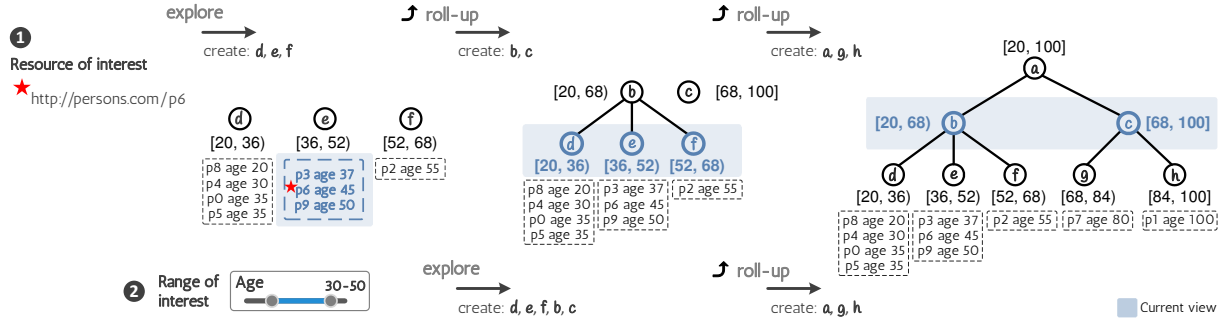 explore
create: d, e, f
roll-up
create: b, c
roll-up
create: a, g, h
1
Resource of interest
http://persons.com/p6
d
[20, 36)
p8 age 20
p4 age 30
p0 age 35
p5 age 35
e
[36, 52)
p3 age 37
p6 age 45
p9 age 50
f
[52, 68)
p2 age 55
[20, 68) b
c [68, 100]
d
[20, 36)
p8 age 20
p4 age 30
p0 age 35
p5 age 35
e
[36, 52)
p3 age 37
p6 age 45
p9 age 50
f
[52, 68)
p2 age 55
[20, 100]
a
[20, 68) b
c [68, 100]
d
[20, 36)
p8 age 20
p4 age 30
p0 age 35
p5 age 35
e
[36, 52)
p3 age 37
p6 age 45
p9 age 50
f
[52, 68)
p2 age 55
g
[68, 84)
p7 age 80
h
[84, 100]
p1 age 100
2
Range of
interest
Age
30-50
explore
create: d, e, f, b, c
roll-up
create: a, g, h
Current view